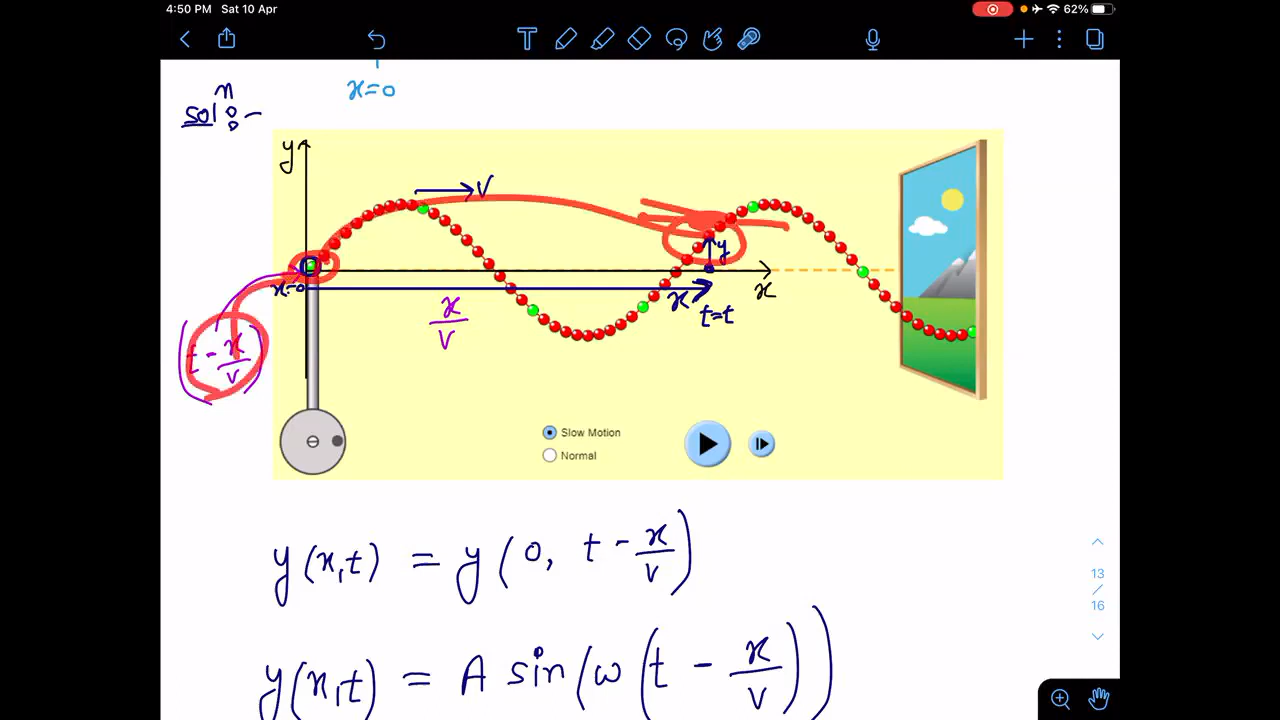 4:50 PM Sat 10 Apr 62%
T
x=0
solⁿ:-
y
v
y
x=0
x
x
x/v
t=t
(t - x/v)
Slow Motion
Normal
y(x,t) = y(0, t - x/v)
13
/
16
y(x,t) = A sin(ω(t - x/v))